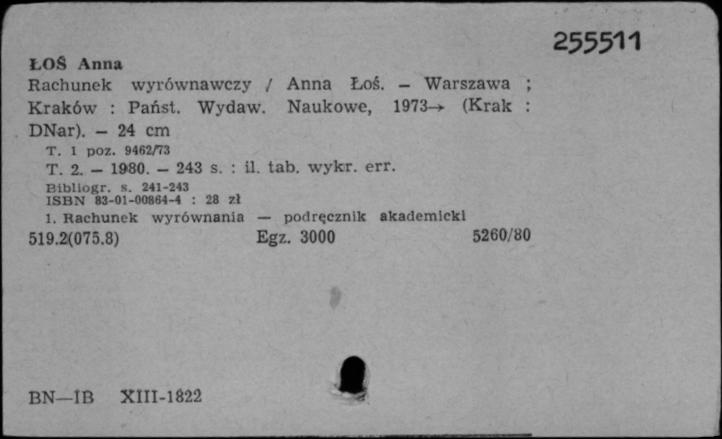 255511
ŁOŚ Anna
Rachunek wyrównawczy / Anna Łoś. — Warszawa ;
Kraków : Państ. Wydaw. Naukowe, 1973→ (Krak :
DNar). — 24 cm
T. 1 poz. 9462/73
T. 2. — 1980. — 243 s. : il. tab. wykr. err.
Bibliogr. s. 241-243
ISBN 83-01-00864-4 : 28 zł
1. Rachunek wyrównania — podręcznik akademicki
519.2(075.8) Egz. 3000 5260/80
BN—IB XIII-1822